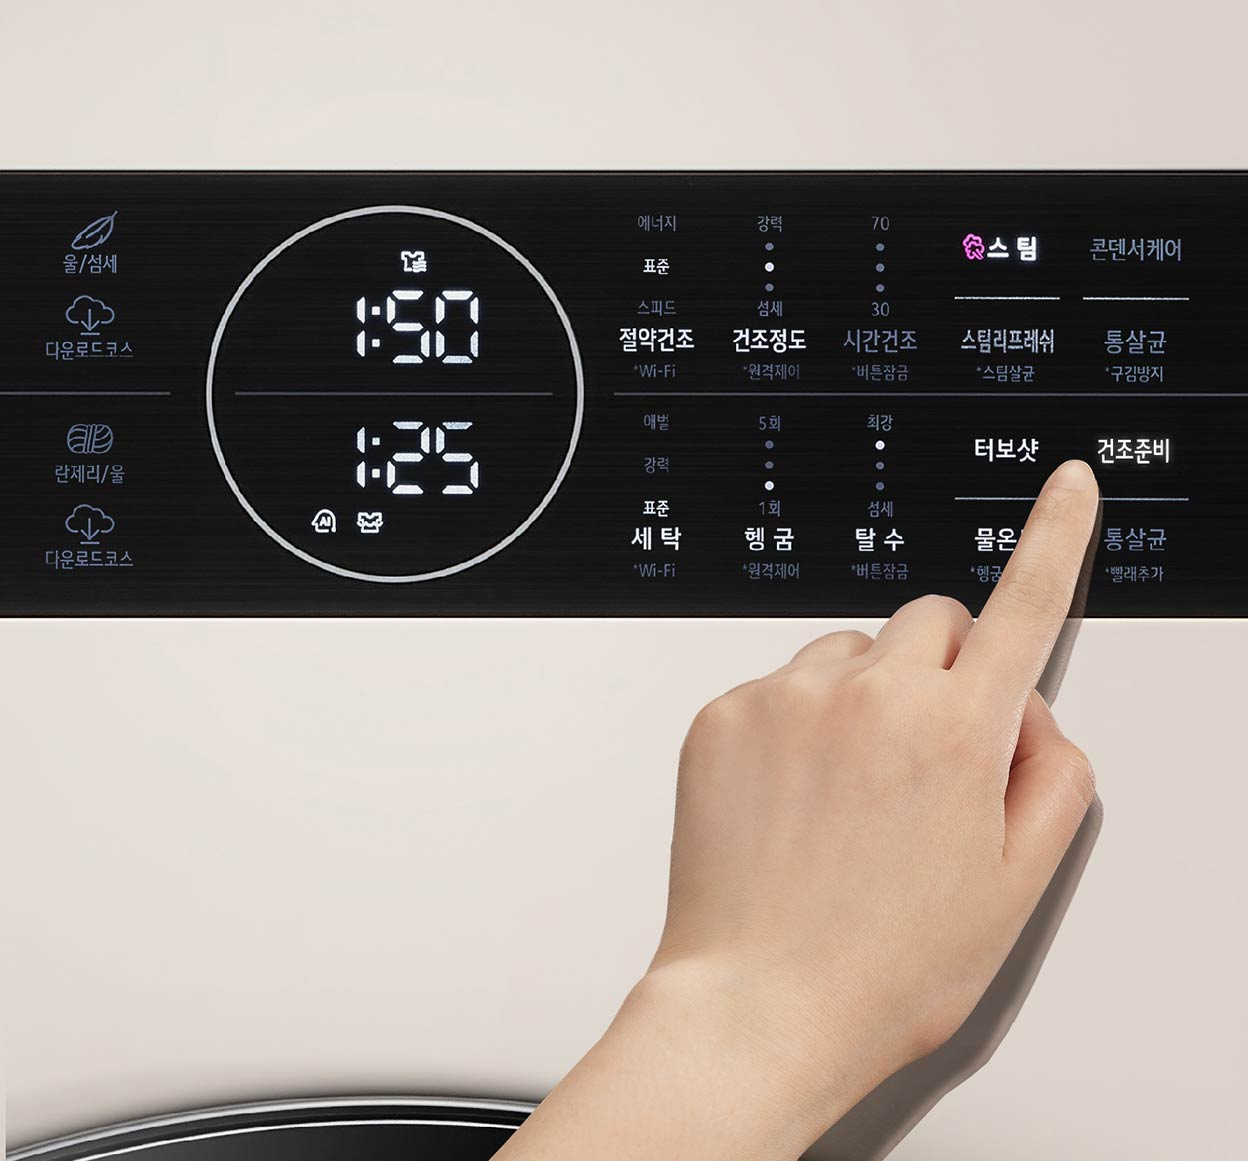 울/섬세
다운로드코스
1:50
에너지
표준
스피드
절약건조
*Wi-Fi
강력
섬세
건조정도
*원격제어
70
30
시간건조
*버튼잠금
스팀
스팀리프레쉬
*스팀살균
콘덴서케어
통살균
*구김방지
란제리/울
다운로드코스
1:25
AI
애벌
강력
표준
세탁
*Wi-Fi
5회
1회
헹굼
*원격제어
최강
섬세
탈수
*버튼잠금
터보샷
물온
*헹굼
건조준비
통살균
*빨래추가